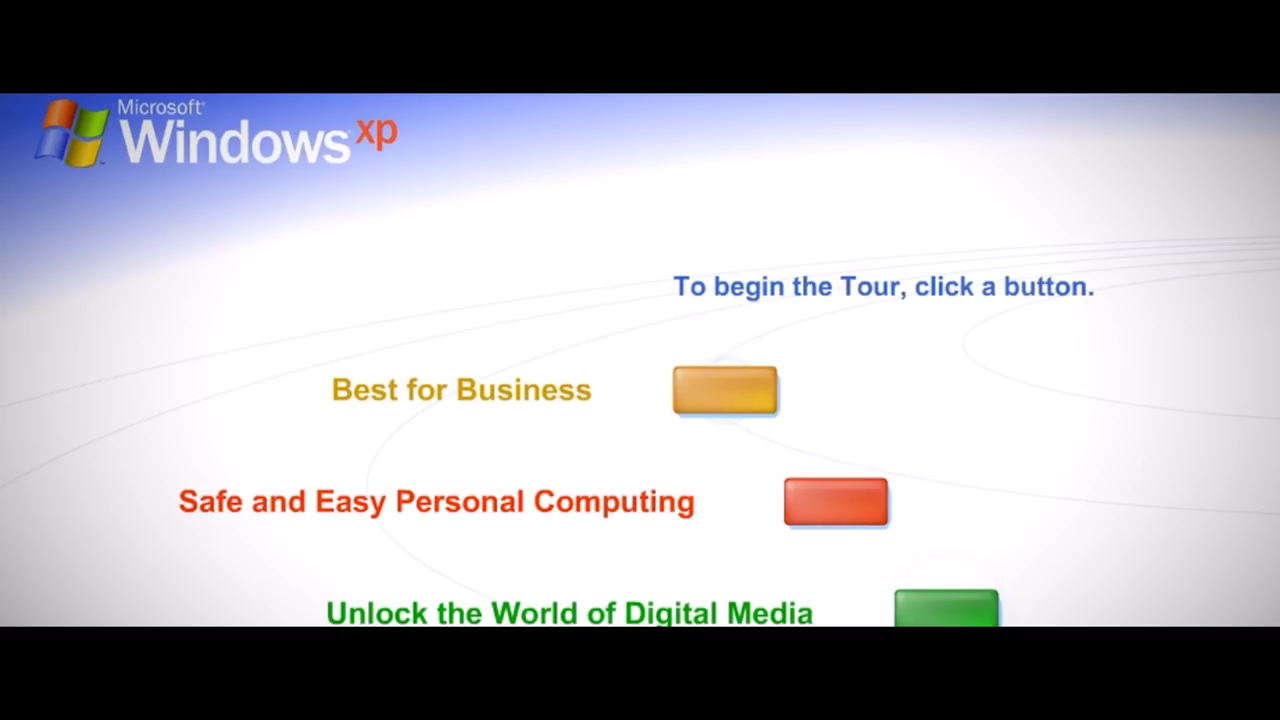 Microsoft®
Windows xp
To begin the Tour, click a button.
Best for Business
Safe and Easy Personal Computing
Unlock the World of Digital Media